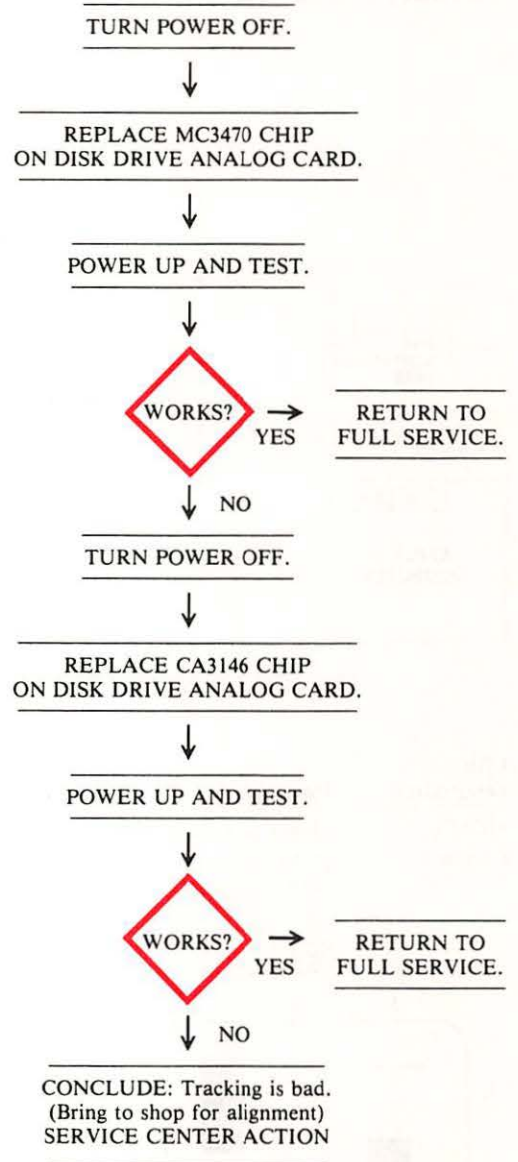 TURN POWER OFF.
REPLACE MC3470 CHIP
ON DISK DRIVE ANALOG CARD.
POWER UP AND TEST.
WORKS?
YES
RETURN TO
FULL SERVICE.
NO
TURN POWER OFF.
REPLACE CA3146 CHIP
ON DISK DRIVE ANALOG CARD.
POWER UP AND TEST.
WORKS?
YES
RETURN TO
FULL SERVICE.
NO
CONCLUDE: Tracking is bad.
(Bring to shop for alignment)
SERVICE CENTER ACTION